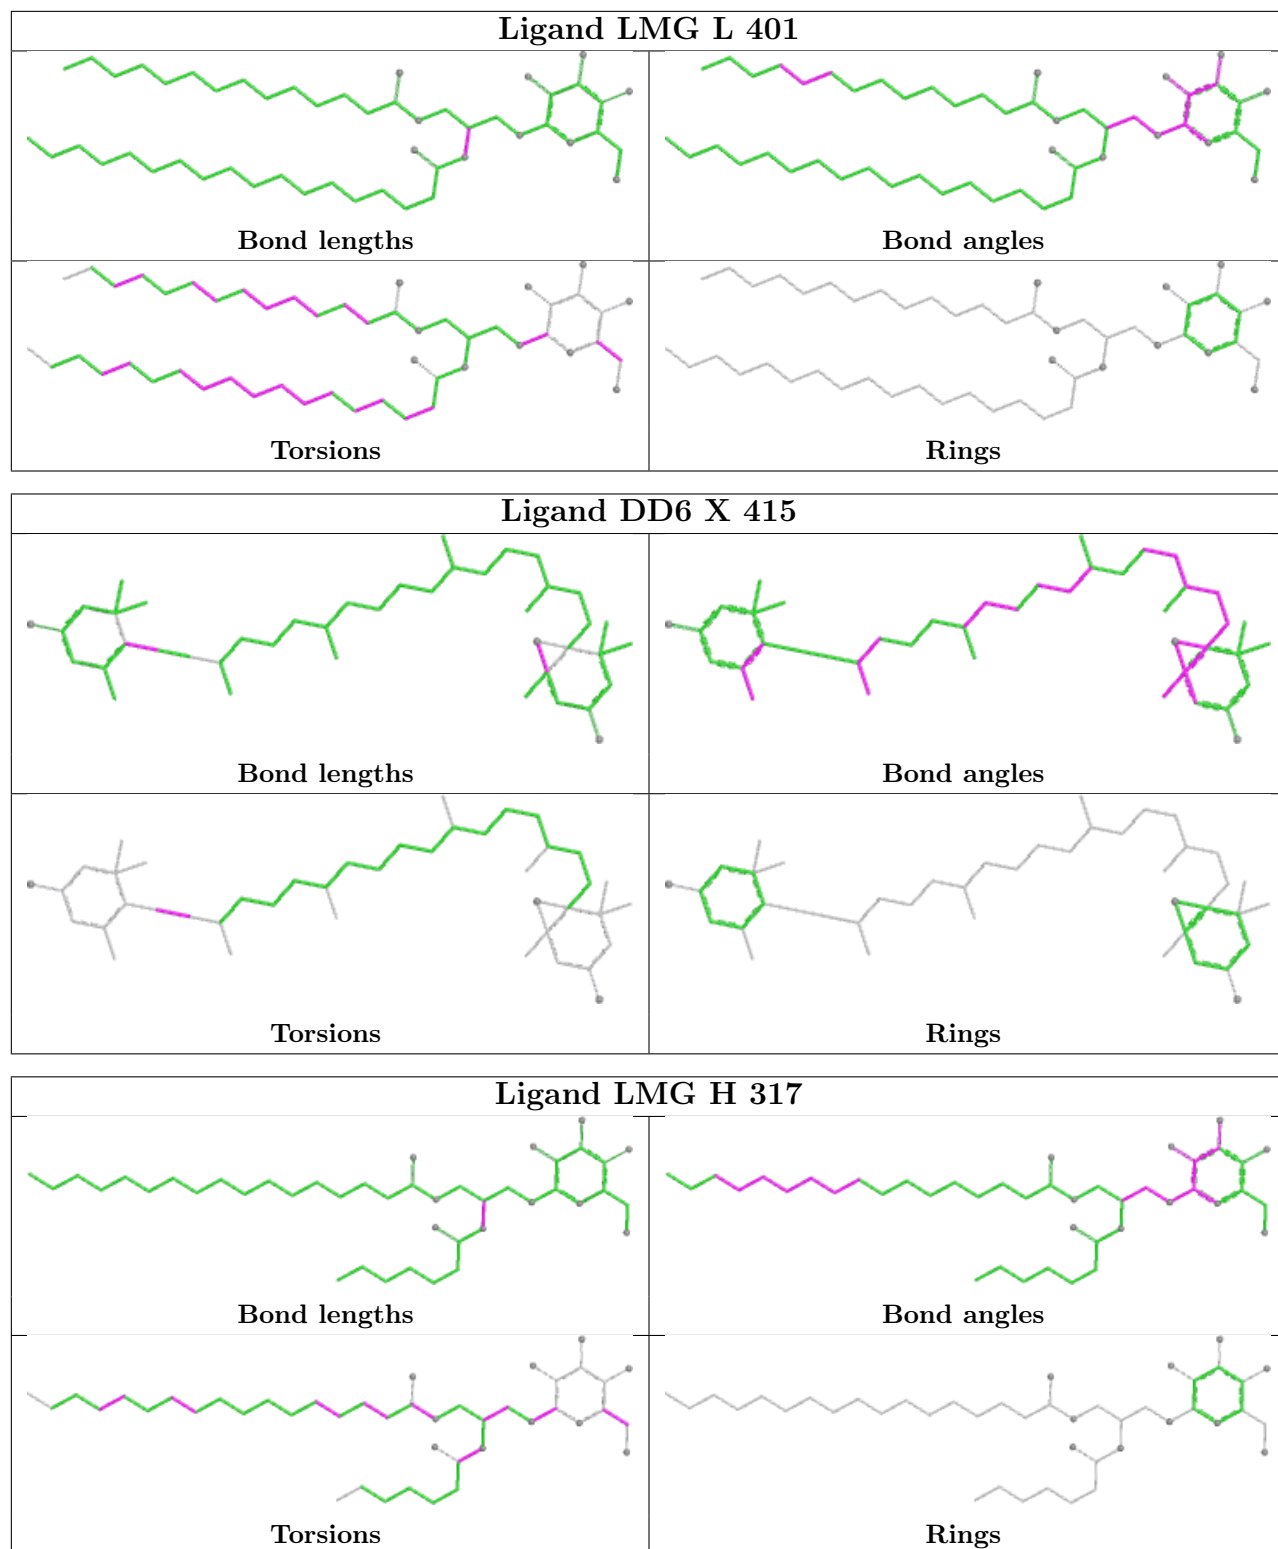 Ligand LMG L 401
Bond lengths
Bond angles
Torsions
Rings
Ligand DD6 X 415
Bond lengths
Bond angles
Torsions
Rings
Ligand LMG H 317
Bond lengths
Bond angles
Torsions
Rings